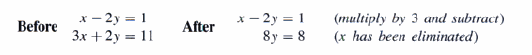 Before x − 2y = 1 After x − 2y = 1 (multiply by 3 and subtract)
3x + 2y = 11 8y = 8 (x has been eliminated)